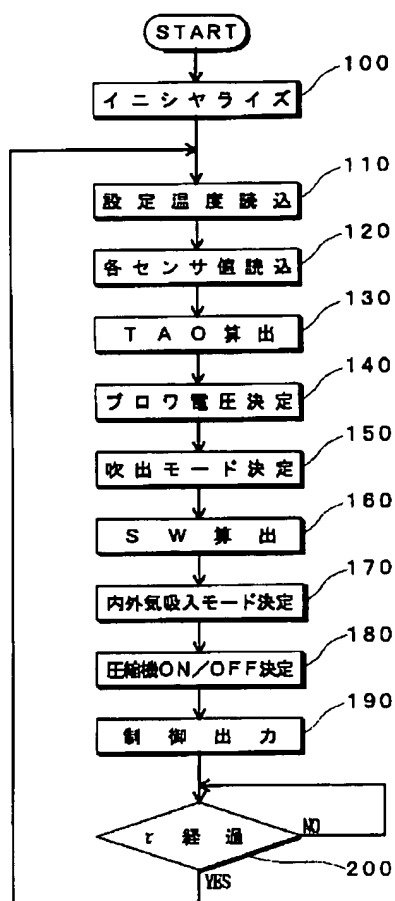 START
イニシャライズ
100
設定温度読込
110
各センサ値読込
120
TAO算出
130
ブロワ電圧決定
140
吹出モード決定
150
SW算出
160
内外気吸入モード決定
170
圧縮機ON/OFF決定
180
制御出力
190
τ経過
NO
200
YES